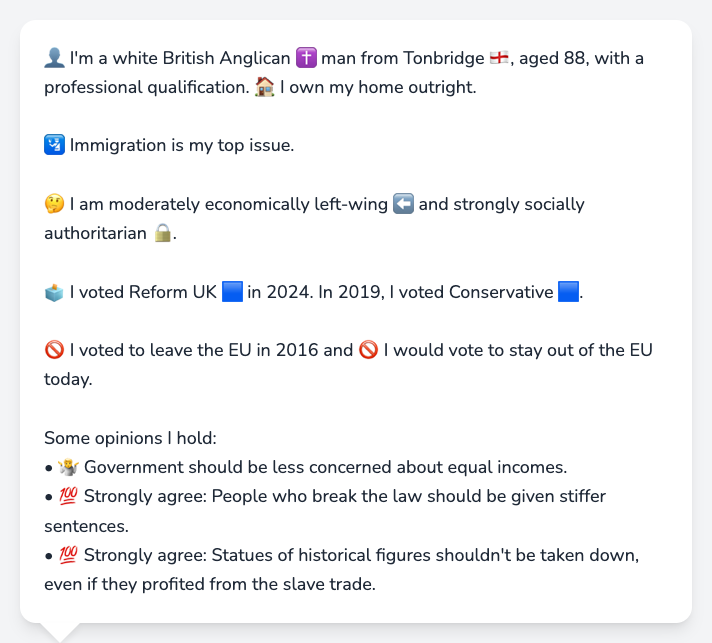 👤 I'm a white British Anglican ✝️ man from Tonbridge 🏴󠁧󠁢󠁥󠁮󠁧󠁿, aged 88, with a
professional qualification. 🏠 I own my home outright.
🛂 Immigration is my top issue.
🤔 I am moderately economically left-wing ⬅️ and strongly socially
authoritarian 🔒.
🗳️ I voted Reform UK 🟦 in 2024. In 2019, I voted Conservative 🟦.
🚫 I voted to leave the EU in 2016 and 🚫 I would vote to stay out of the EU
today.
Some opinions I hold:
• 🤷 Government should be less concerned about equal incomes.
• 💯 Strongly agree: People who break the law should be given stiffer
sentences.
• 💯 Strongly agree: Statues of historical figures shouldn't be taken down,
even if they profited from the slave trade.